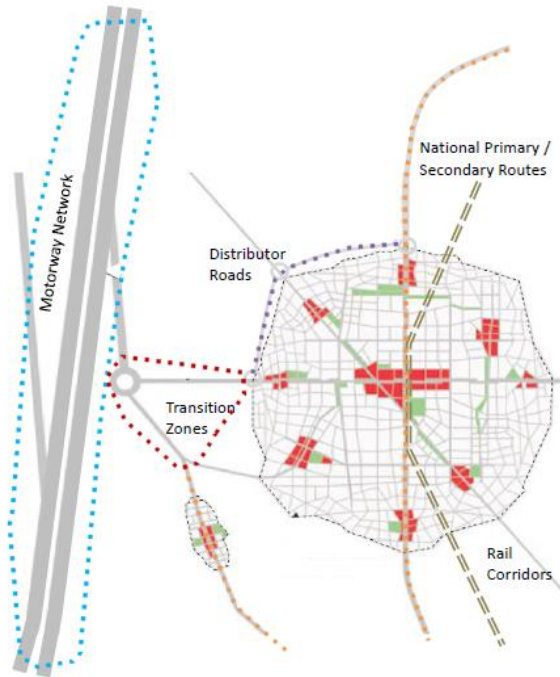 National Primary /
Secondary Routes
Motorway Network
Distributor
Roads
Transition
Zones
Rail
Corridors